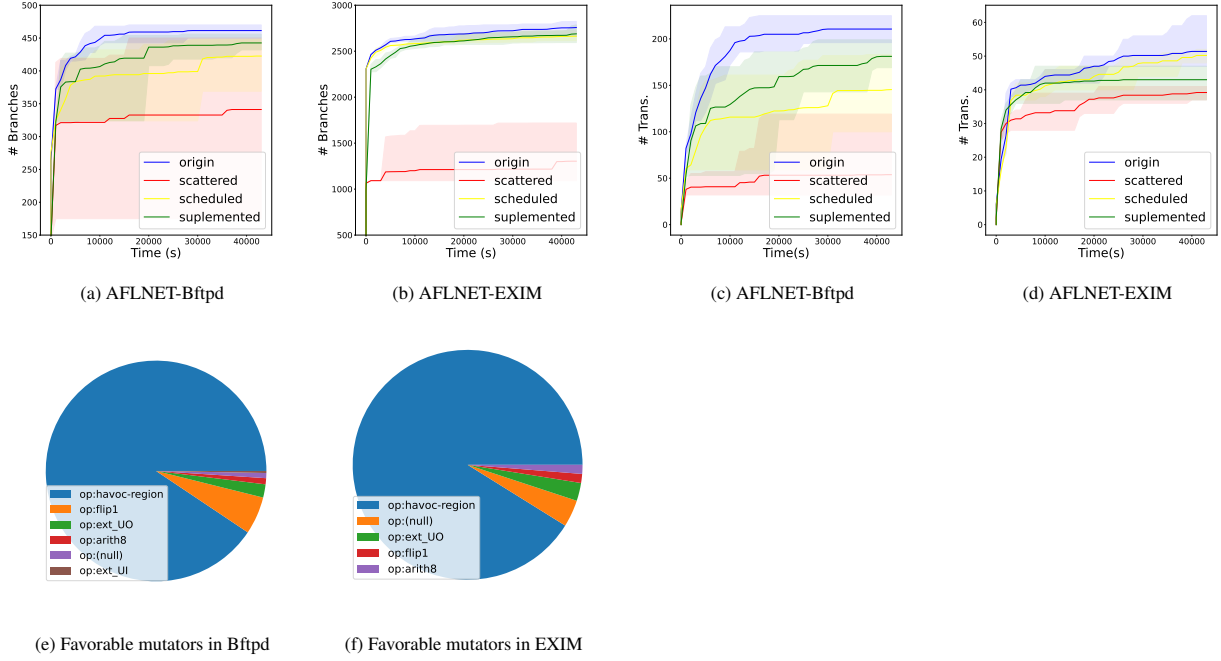 500
450
400
350
300
250
200
150
# Branches
0 10000 20000 30000 40000
Time (s)
origin
scattered
scheduled
suplemented
(a) AFLNET-Bftpd
3000
2500
2000
1500
1000
500
# Branches
0 10000 20000 30000 40000
Time (s)
origin
scattered
scheduled
suplemented
(b) AFLNET-EXIM
200
150
100
50
0
# Trans.
0 10000 20000 30000 40000
Time(s)
origin
scattered
scheduled
suplemented
(c) AFLNET-Bftpd
60
50
40
30
20
10
0
# Trans.
0 10000 20000 30000 40000
Time(s)
origin
scattered
scheduled
suplemented
(d) AFLNET-EXIM
op:havoc-region
op:flip1
op:ext_UO
op:arith8
op:(null)
op:ext_UI
(e) Favorable mutators in Bftpd
op:havoc-region
op:(null)
op:ext_UO
op:flip1
op:arith8
(f) Favorable mutators in EXIM